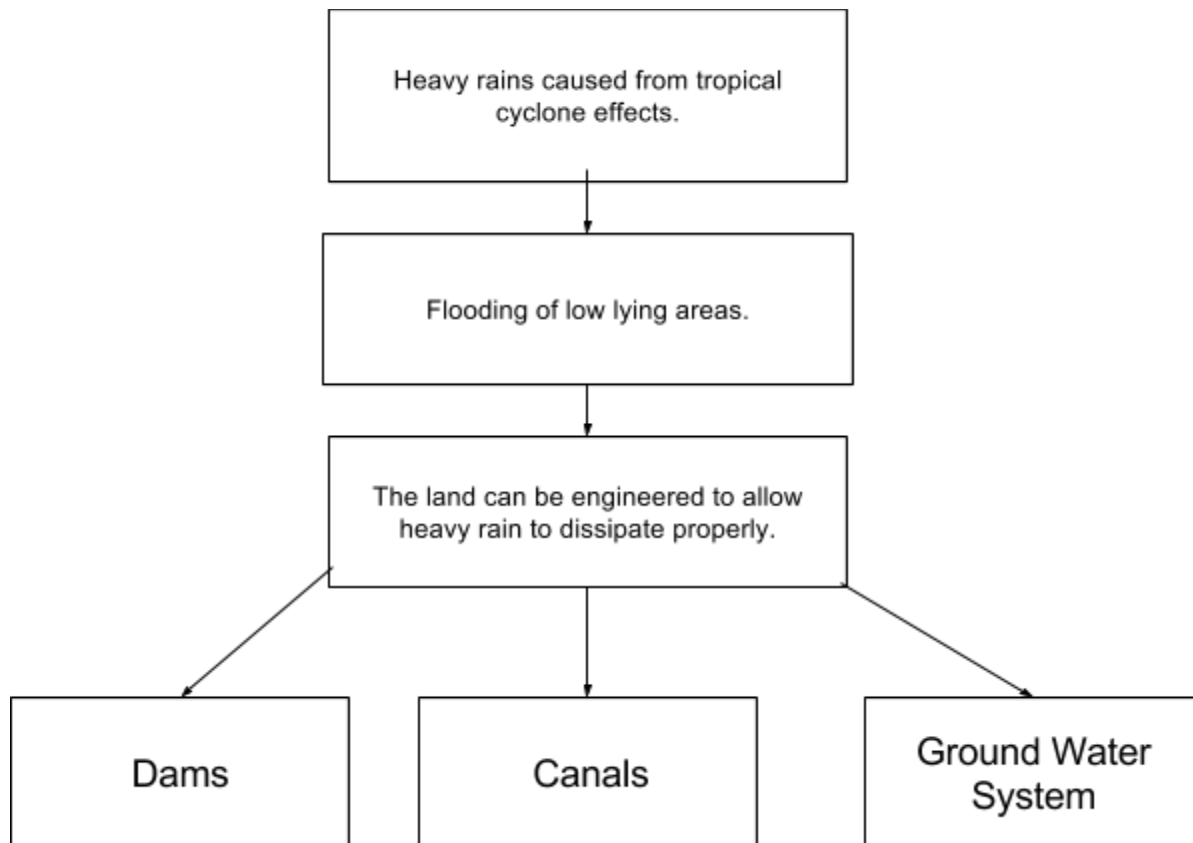 Heavy rains caused from tropical
cyclone effects.
Flooding of low lying areas.
The land can be engineered to allow
heavy rain to dissipate properly.
Dams
Canals
Ground Water
System